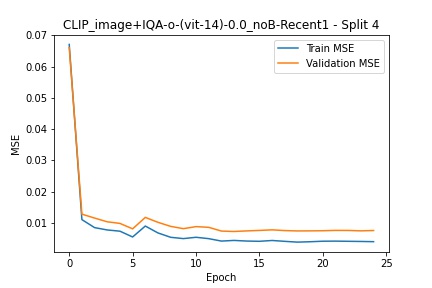 CLIP_image+IQA-o-(vit-14)-0.0_noB-Recent1 - Split 4
0.07
0.06
0.05
0.04
0.03
0.02
0.01
MSE
Train MSE
Validation MSE
0 5 10 15 20 25
Epoch